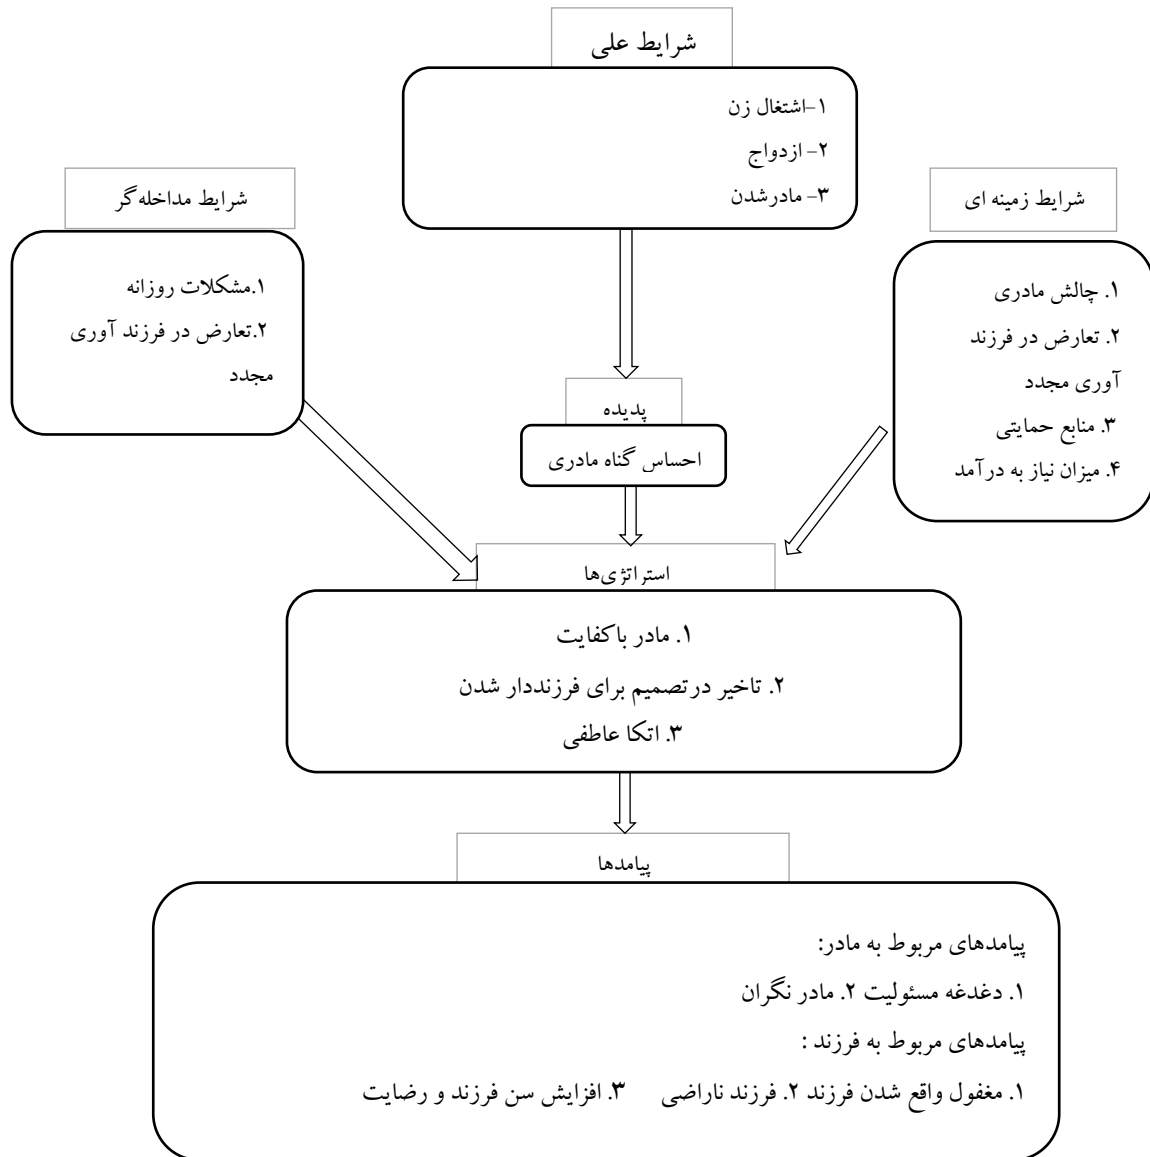 شرایط علی
۱-اشتغال زن
۲- ازدواج
۳- مادرشدن
شرایط زمینه ای
۱. چالش مادری
۲. تعارض در فرزند
آوری مجدد
۳. منابع حمایتی
۴. میزان نیاز به درآمد
شرایط مداخله‌گر
۱.مشکلات روزانه
۲.تعارض در فرزند آوری
مجدد
پدیده
احساس گناه مادری
استراتژی‌ها
۱. مادر باکفایت
۲. تاخیر درتصمیم برای فرزنددار شدن
۳. اتکا عاطفی
پیامدها
پیامدهای مربوط به مادر:
۱. دغدغه مسئولیت ۲. مادر نگران
پیامدهای مربوط به فرزند :
۱. مغفول واقع شدن فرزند ۲. فرزند ناراضی ۳. افزایش سن فرزند و رضایت